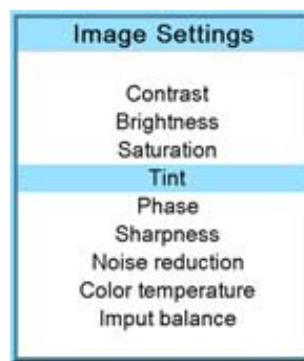 Image Settings
Contrast
Brightness
Saturation
Tint
Phase
Sharpness
Noise reduction
Color temperature
Imput balance